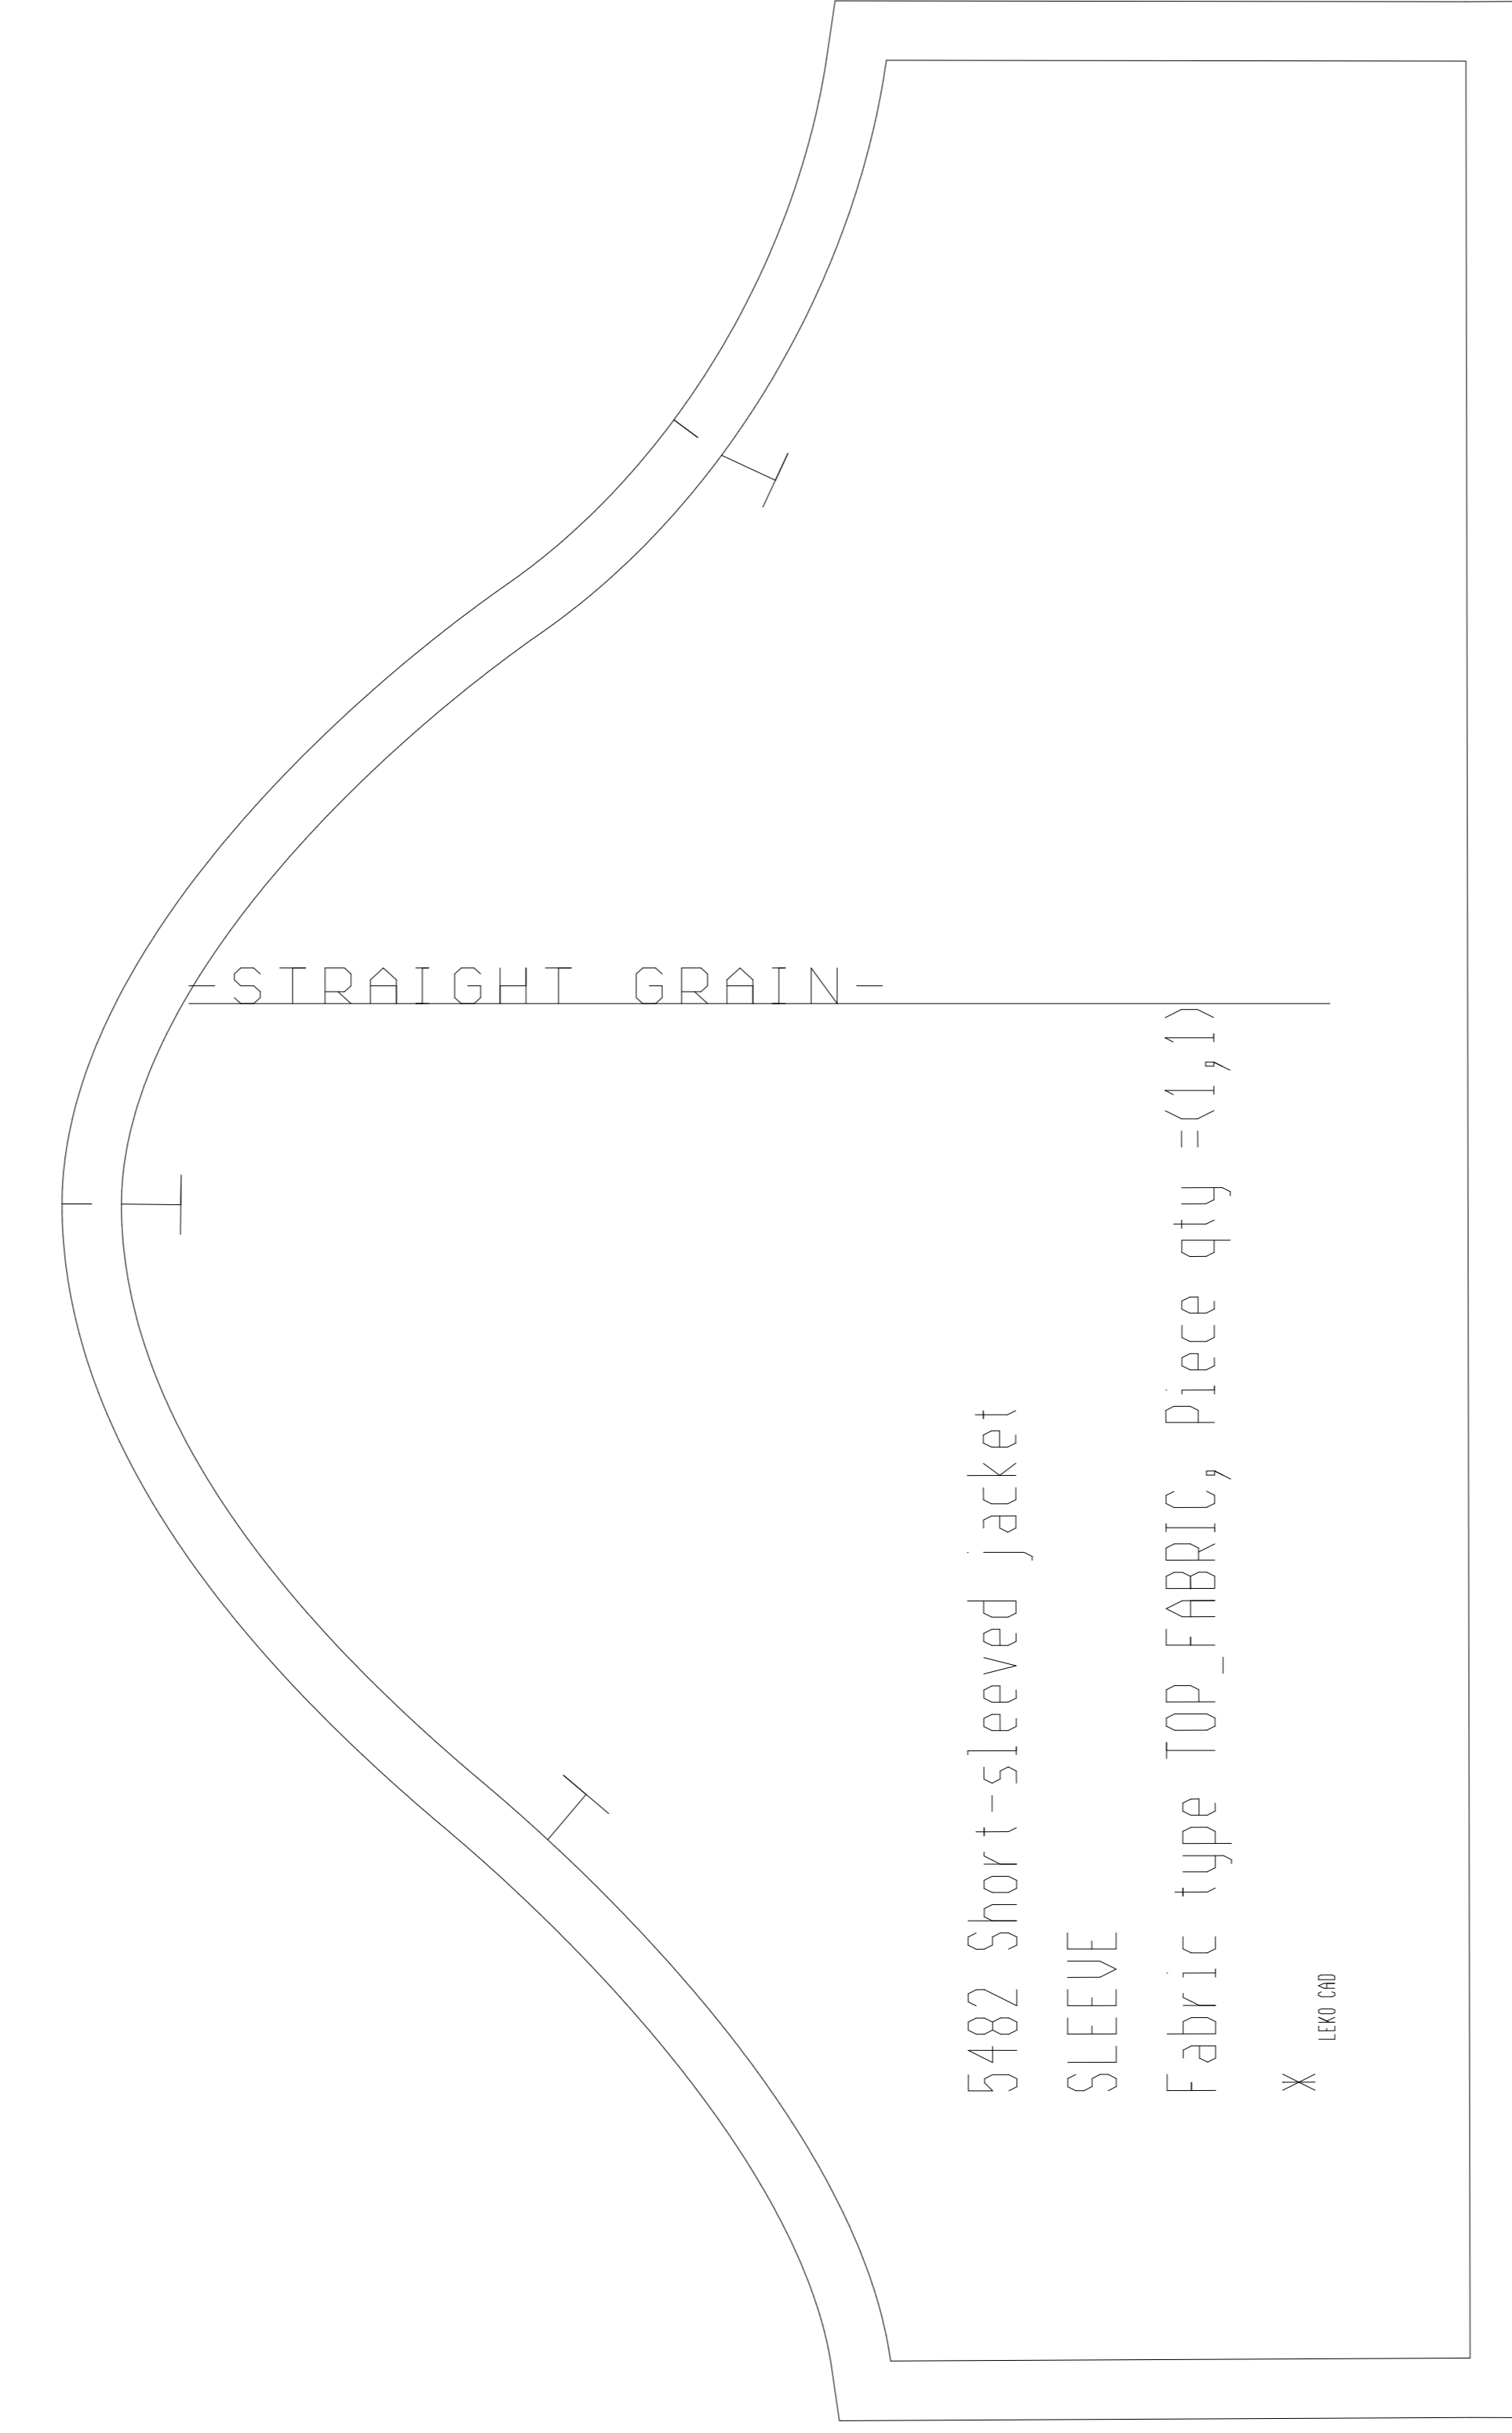 -STRAIGHT GRAIN-
5482 Short-sleeved jacket
SLEEVE
Fabric type TOP_FABRIC, Piece qty =(1,1)
*
LEKO CAD